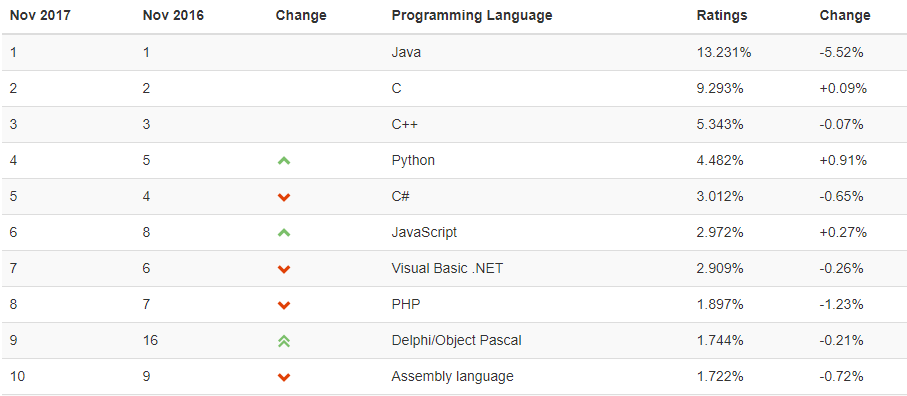 Nov 2017 Nov 2016 Change Programming Language Ratings Change
1 1 Java 13.231% -5.52%
2 2 C 9.293% +0.09%
3 3 C++ 5.343% -0.07%
4 5 Python 4.482% +0.91%
5 4 C# 3.012% -0.65%
6 8 JavaScript 2.972% +0.27%
7 6 Visual Basic .NET 2.909% -0.26%
8 7 PHP 1.897% -1.23%
9 16 Delphi/Object Pascal 1.744% -0.21%
10 9 Assembly language 1.722% -0.72%